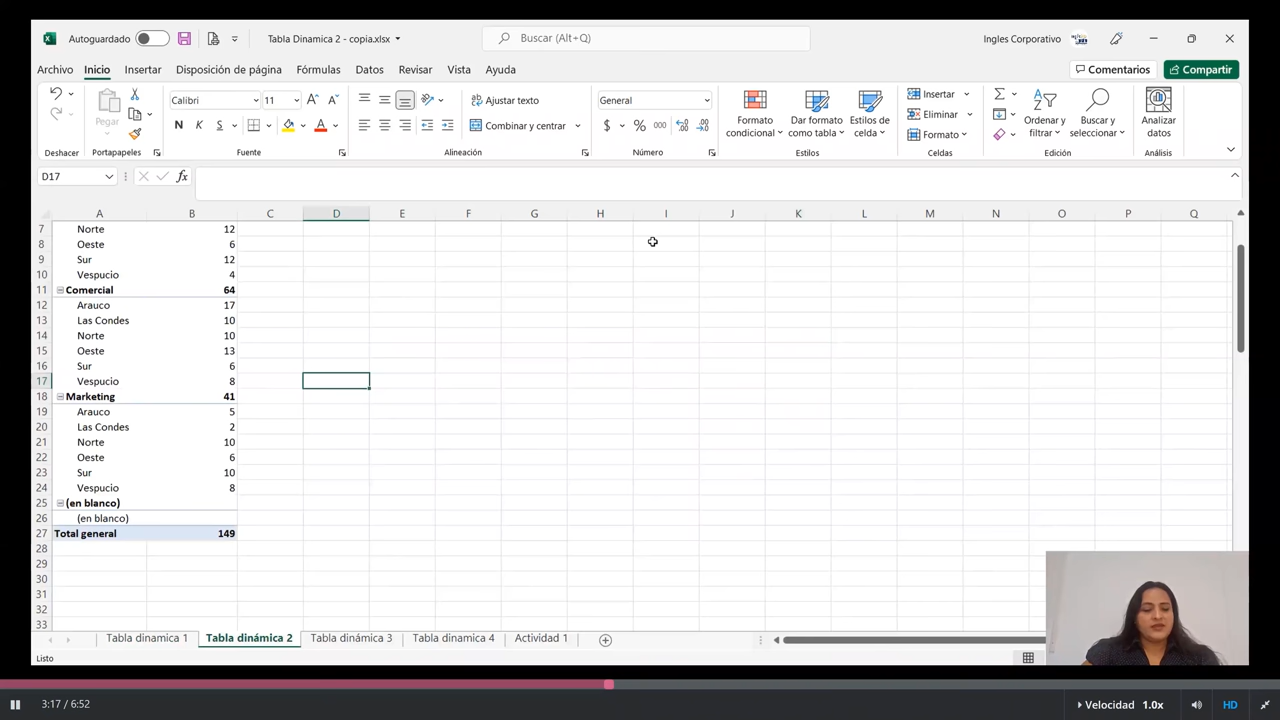 Autoguardado Tabla Dinamica 2 - copia.xlsx Buscar (Alt+Q) Ingles Corporativo
Archivo Inicio Insertar Disposición de página Fórmulas Datos Revisar Vista Ayuda Comentarios Compartir
Pegar Calibri 11 Ajustar texto General Insertar
N K S Combinar y centrar $ % 000 Eliminar
Formato condicional Dar formato como tabla Estilos de celda Formato Ordenar y filtrar Buscar y seleccionar Analizar datos
Deshacer Portapapeles Fuente Alineación Número Estilos Celdas Edición Análisis
D17 fx
A B C D E F G H I J K L M N O P Q
7 Norte 12
8 Oeste 6
9 Sur 12
10 Vespucio 4
11 Comercial 64
12 Arauco 17
13 Las Condes 10
14 Norte 10
15 Oeste 13
16 Sur 6
17 Vespucio 8
18 Marketing 41
19 Arauco 5
20 Las Condes 2
21 Norte 10
22 Oeste 6
23 Sur 10
24 Vespucio 8
25 (en blanco)
26 (en blanco)
27 Total general 149
28
29
30
31
32
33
Tabla dinamica 1 Tabla dinámica 2 Tabla dinámica 3 Tabla dinamica 4 Actividad 1
Listo
3:17 / 6:52 Velocidad 1.0x HD